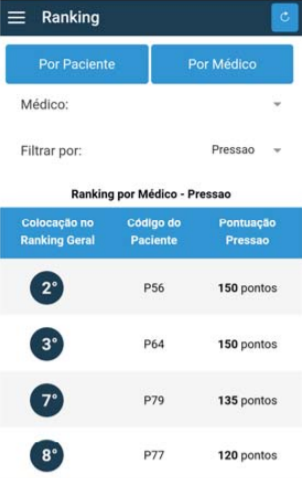 Ranking
Por Paciente Por Médico
Médico:
Filtrar por: Pressao
Ranking por Médico - Pressao
Colocação no Código do Pontuação
Ranking Geral Paciente Pressao
2° P56 150 pontos
3° P64 150 pontos
7° P79 135 pontos
8° P77 120 pontos